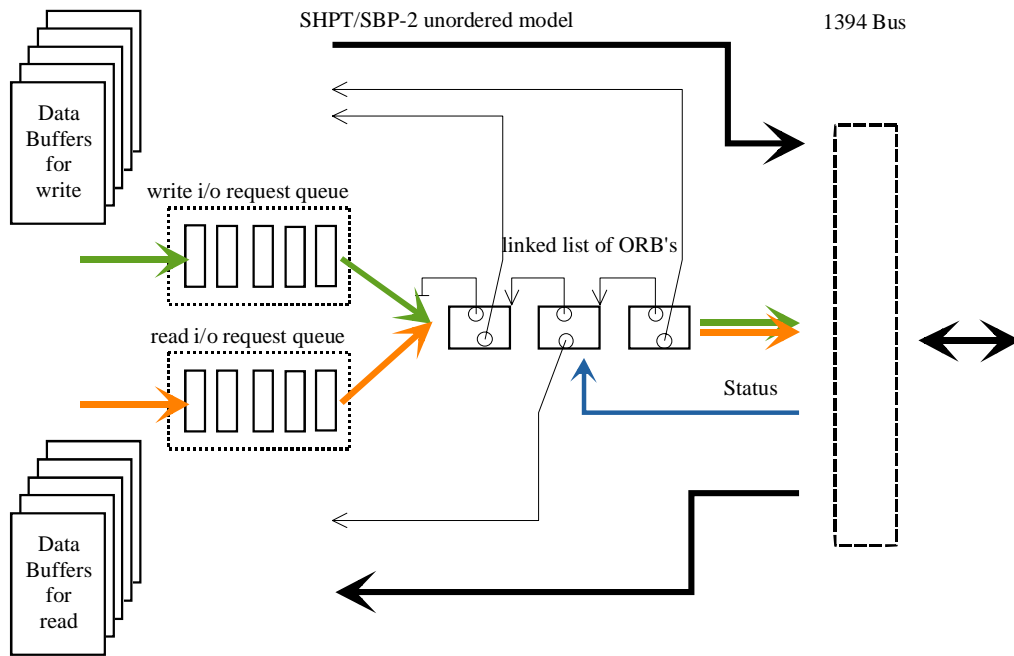 SHPT/SBP-2 unordered model
1394 Bus
Data
Buffers
for
write
write i/o request queue
linked list of ORB's
read i/o request queue
Status
Data
Buffers
for
read